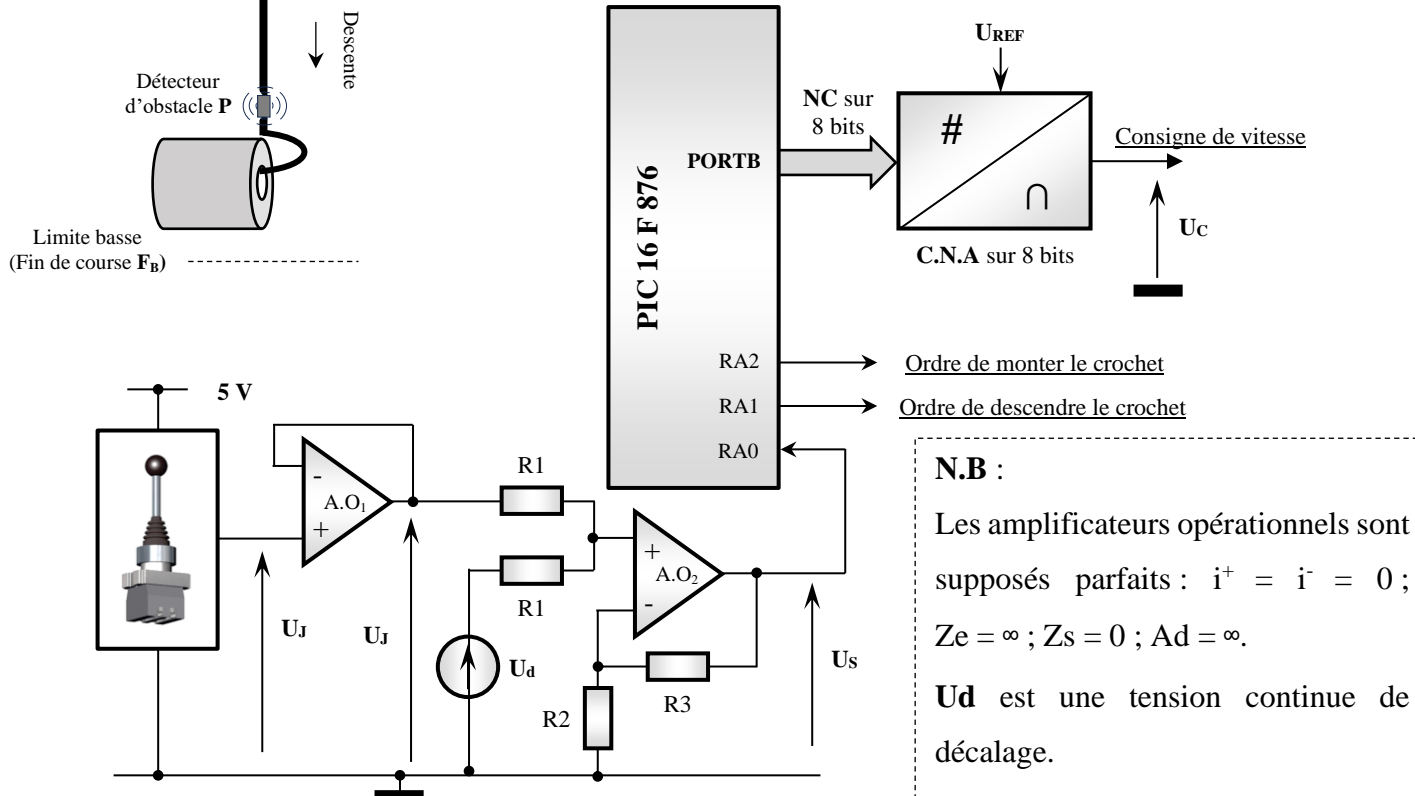 Descente
Détecteur
d'obstacle P
Limite basse
(Fin de course FB)
UREF
NC sur
8 bits
#
∩
Consigne de vitesse
PORTB
PIC 16 F 876
UC
C.N.A sur 8 bits
RA2
Ordre de monter le crochet
RA1
Ordre de descendre le crochet
RA0
5 V
-
A.O1
+
R1
R1
+
A.O2
-
UJ
UJ
Ud
R3
R2
US
N.B :
Les amplificateurs opérationnels sont
supposés parfaits : i+ = i- = 0 ;
Ze = ∞ ; Zs = 0 ; Ad = ∞.
Ud est une tension continue de
décalage.